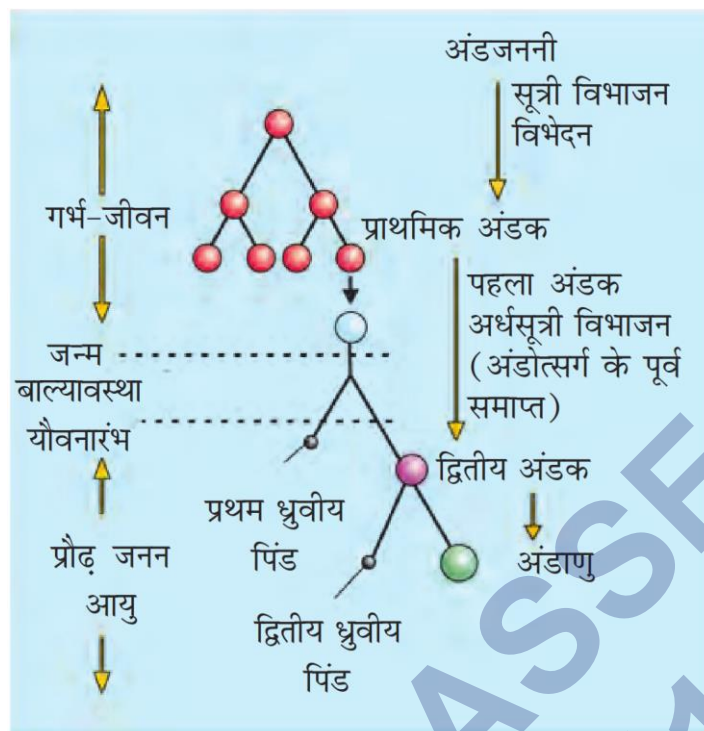 अंडजननी
सूत्री विभाजन
विभेदन
गर्भ-जीवन
प्राथमिक अंडक
पहला अंडक
अर्धसूत्री विभाजन
(अंडोत्सर्ग के पूर्व
समाप्त)
जन्म
बाल्यावस्था
यौवनारंभ
द्वितीय अंडक
प्रथम ध्रुवीय
पिंड
प्रौढ़ जनन
आयु
अंडाणु
द्वितीय ध्रुवीय
पिंड